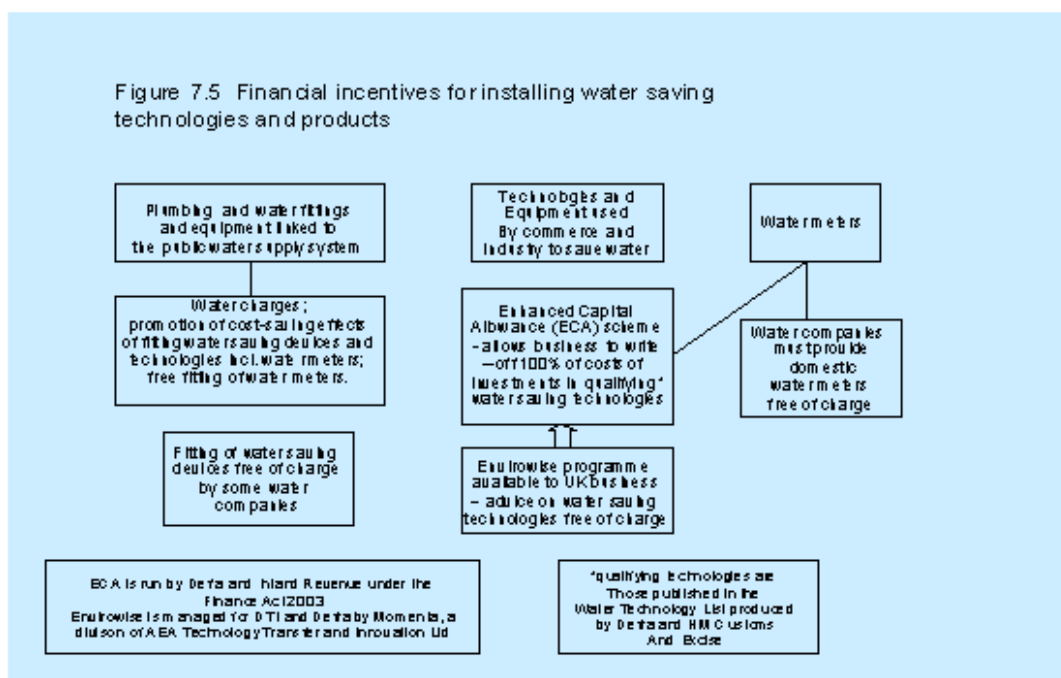 Figure 7.5 Financial incentives for installing water saving
technologies and products
Plumbing and water fittings
and equipment linked to
the public water supply system
Technologies and
Equipment used
By commerce and
Industry to save water
Water meters
Water charges;
promotion of cost-saving effects
of fitting water saving devices and
technologies incl. water meters;
free fitting of water meters.
Enhanced Capital
Allowance (ECA) scheme
-allows business to write
-off 100% of costs of
investments in qualifying*
water saving technologies
Water companies
must provide
domestic
water meters
free of charge
Fitting of water saving
devices free of charge
by some water
companies
Envirowise programme
available to UK business
– advice on water saving
technologies free of charge
ECA is run by Defra and Inland Revenue under the
Finance Act 2003
Envirowise is managed for DTI and Defra by Momenta, a
divison of AEA Technology Transfer and Innovation Ltd
*qualifying technologies are
Those published in the
Water Technology List produced
by Defra and HM Customs
And Excise